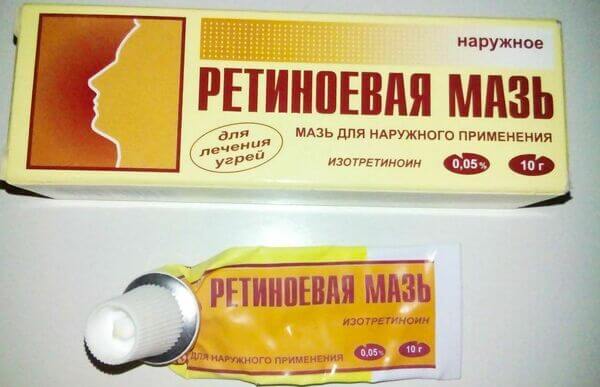 наружное
РЕТИНОЕВАЯ МАЗЬ
МАЗЬ ДЛЯ НАРУЖНОГО ПРИМЕНЕНИЯ
для
лечения
угрей
ИЗОТРЕТИНОИН 0,05% 10 г
РЕТИНОЕВАЯ МАЗЬ
ИЗОТРЕТИНОИН
ДЛЯ НАРУЖНОГО ПРИМЕНЕНИЯ 0,05% 10 г